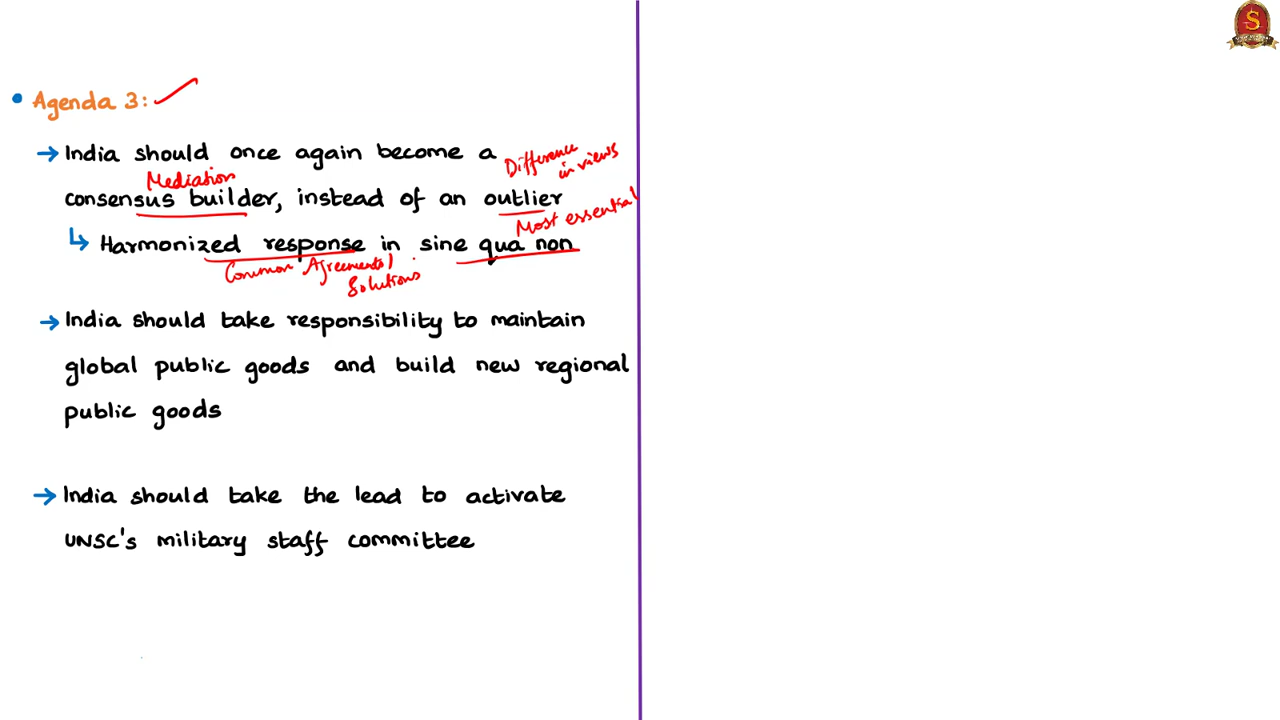 Agenda 3:
India should once again become a
Difference
in views
Mediation
consensus builder, instead of an outlier
Most essential
Harmonized response in sine qua non
Common Agreements/
Solutions
India should take responsibility to maintain
global public goods and build new regional
public goods
India should take the lead to activate
UNSC's military staff committee
S